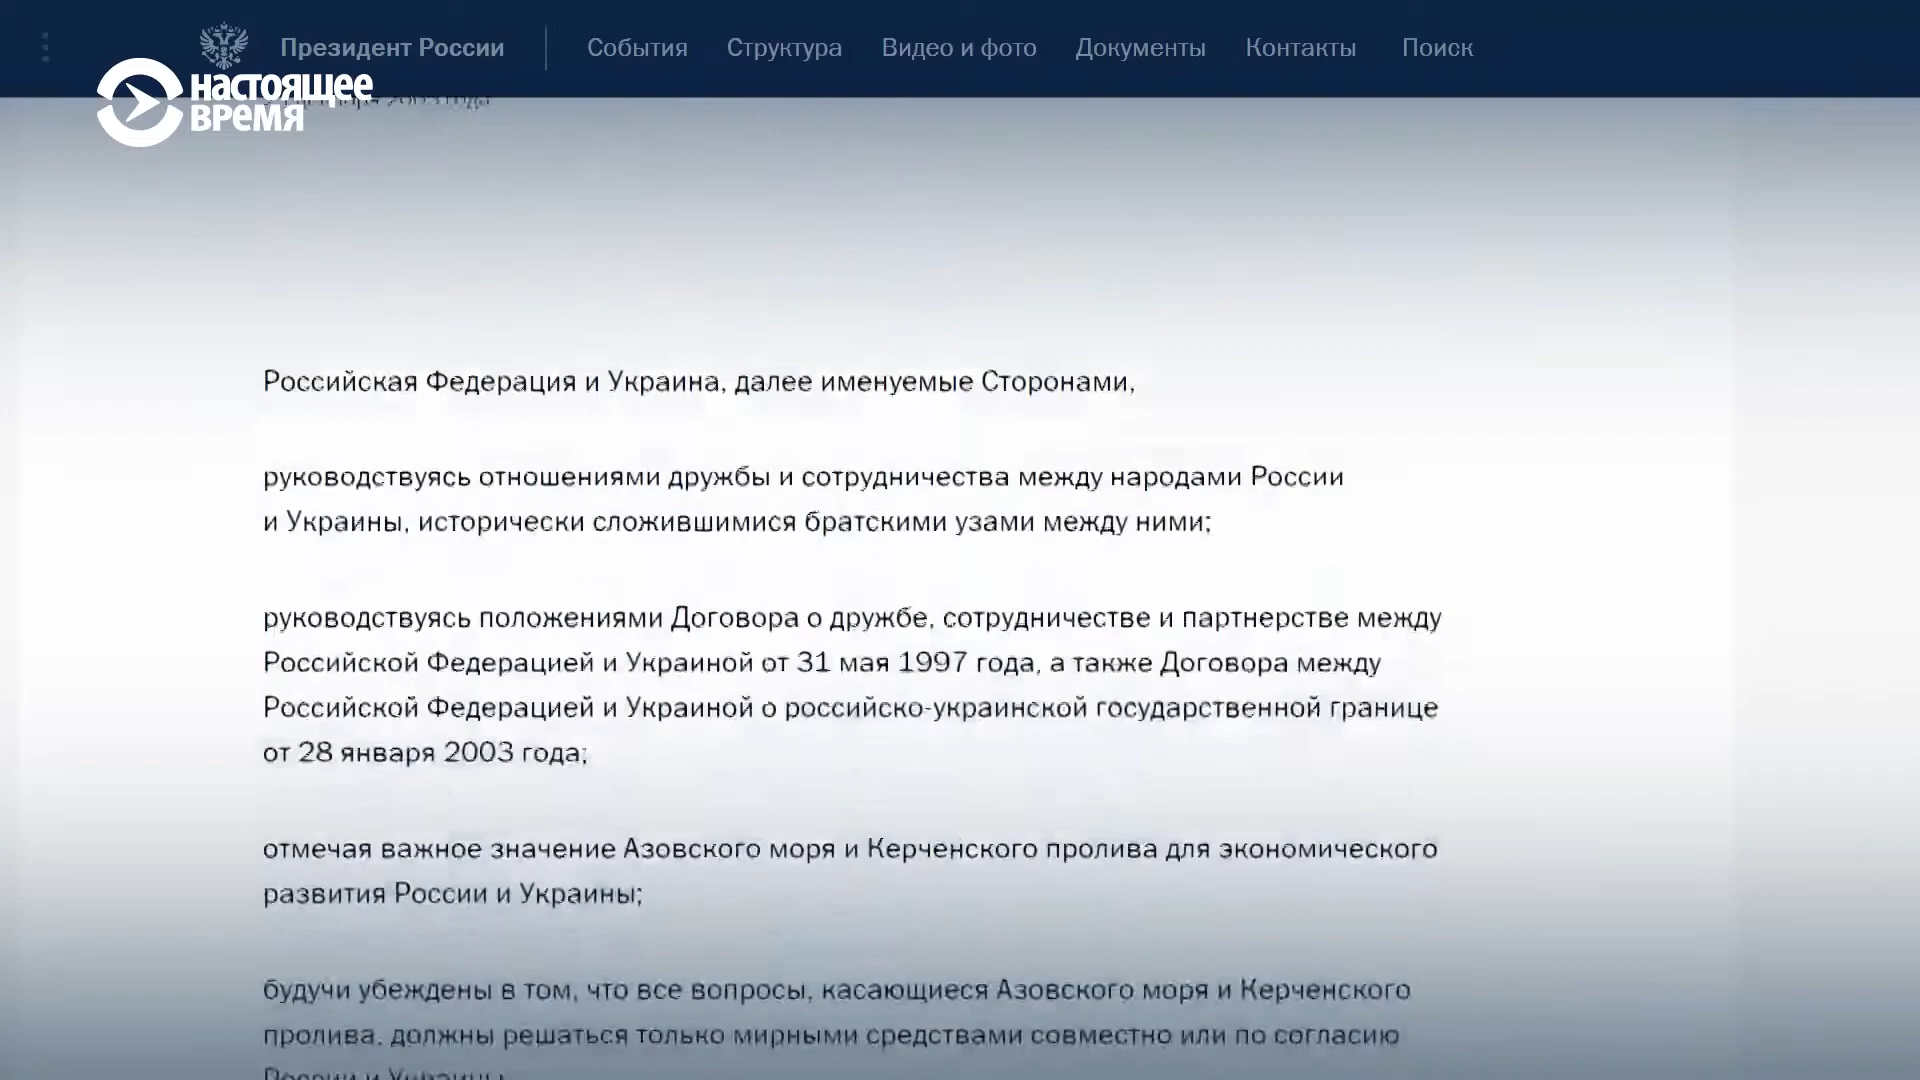 Президент России
События
Структура
Видео и фото
Документы
Контакты
Поиск
настоящее
время
2003 года
Российская Федерация и Украина, далее именуемые Сторонами,
руководствуясь отношениями дружбы и сотрудничества между народами России
и Украины, исторически сложившимися братскими узами между ними;
руководствуясь положениями Договора о дружбе, сотрудничестве и партнерстве между
Российской Федерацией и Украиной от 31 мая 1997 года, а также Договора между
Российской Федерацией и Украиной о российско-украинской государственной границе
от 28 января 2003 года;
отмечая важное значение Азовского моря и Керченского пролива для экономического
развития России и Украины;
будучи убеждены в том, что все вопросы, касающиеся Азовского моря и Керченского
пролива, должны решаться только мирными средствами совместно или по согласию
России и Украины